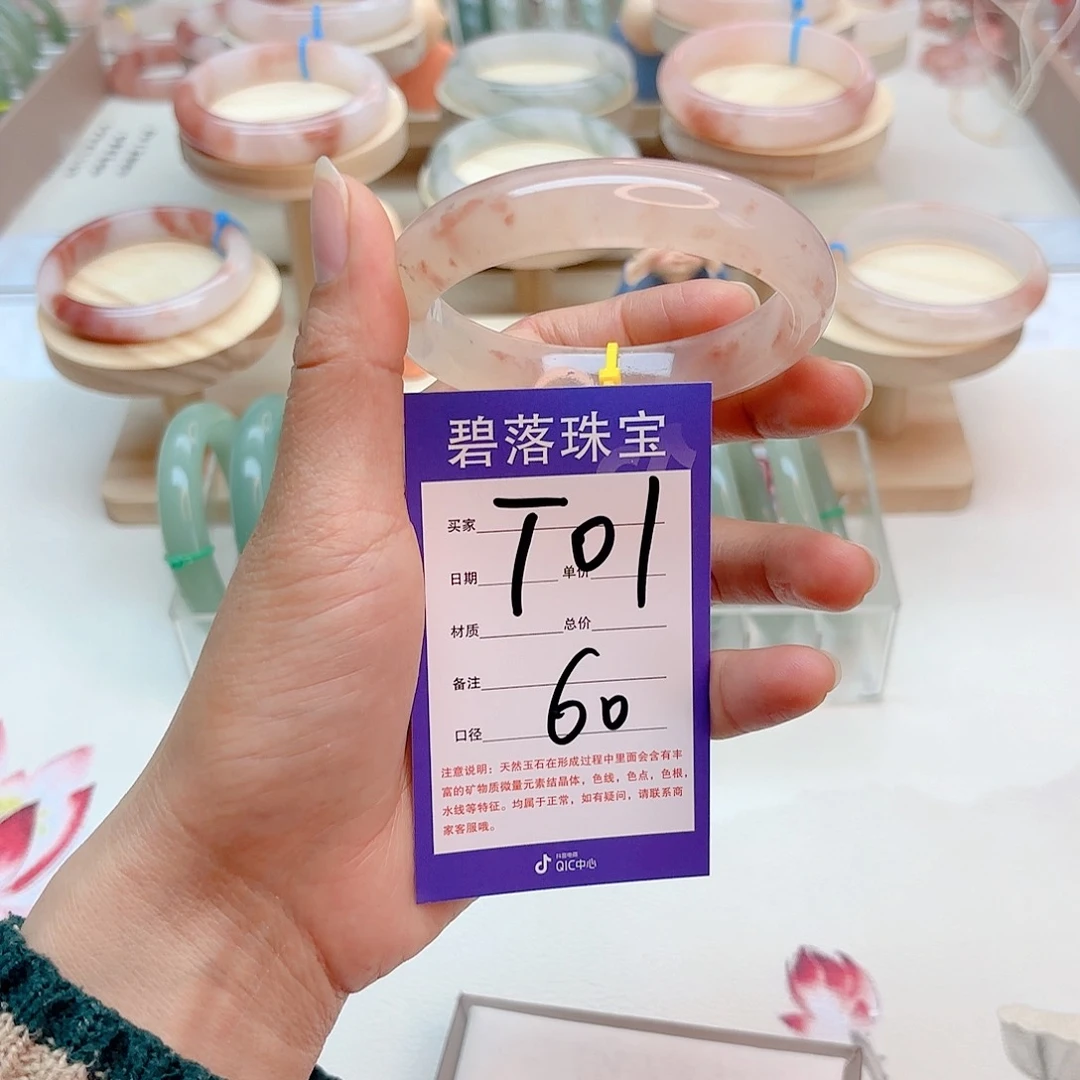 碧落珠宝
买家 T01
日期 单价
材质 总价
备注
口径 60
注意说明：天然玉石在形成过程中里面会含有丰
富的矿物质微量元素结晶体，色线，色点，色根，
水线等特征。均属于正常，如有疑问，请联系商
家客服哦。
抖音电商
QIC中心